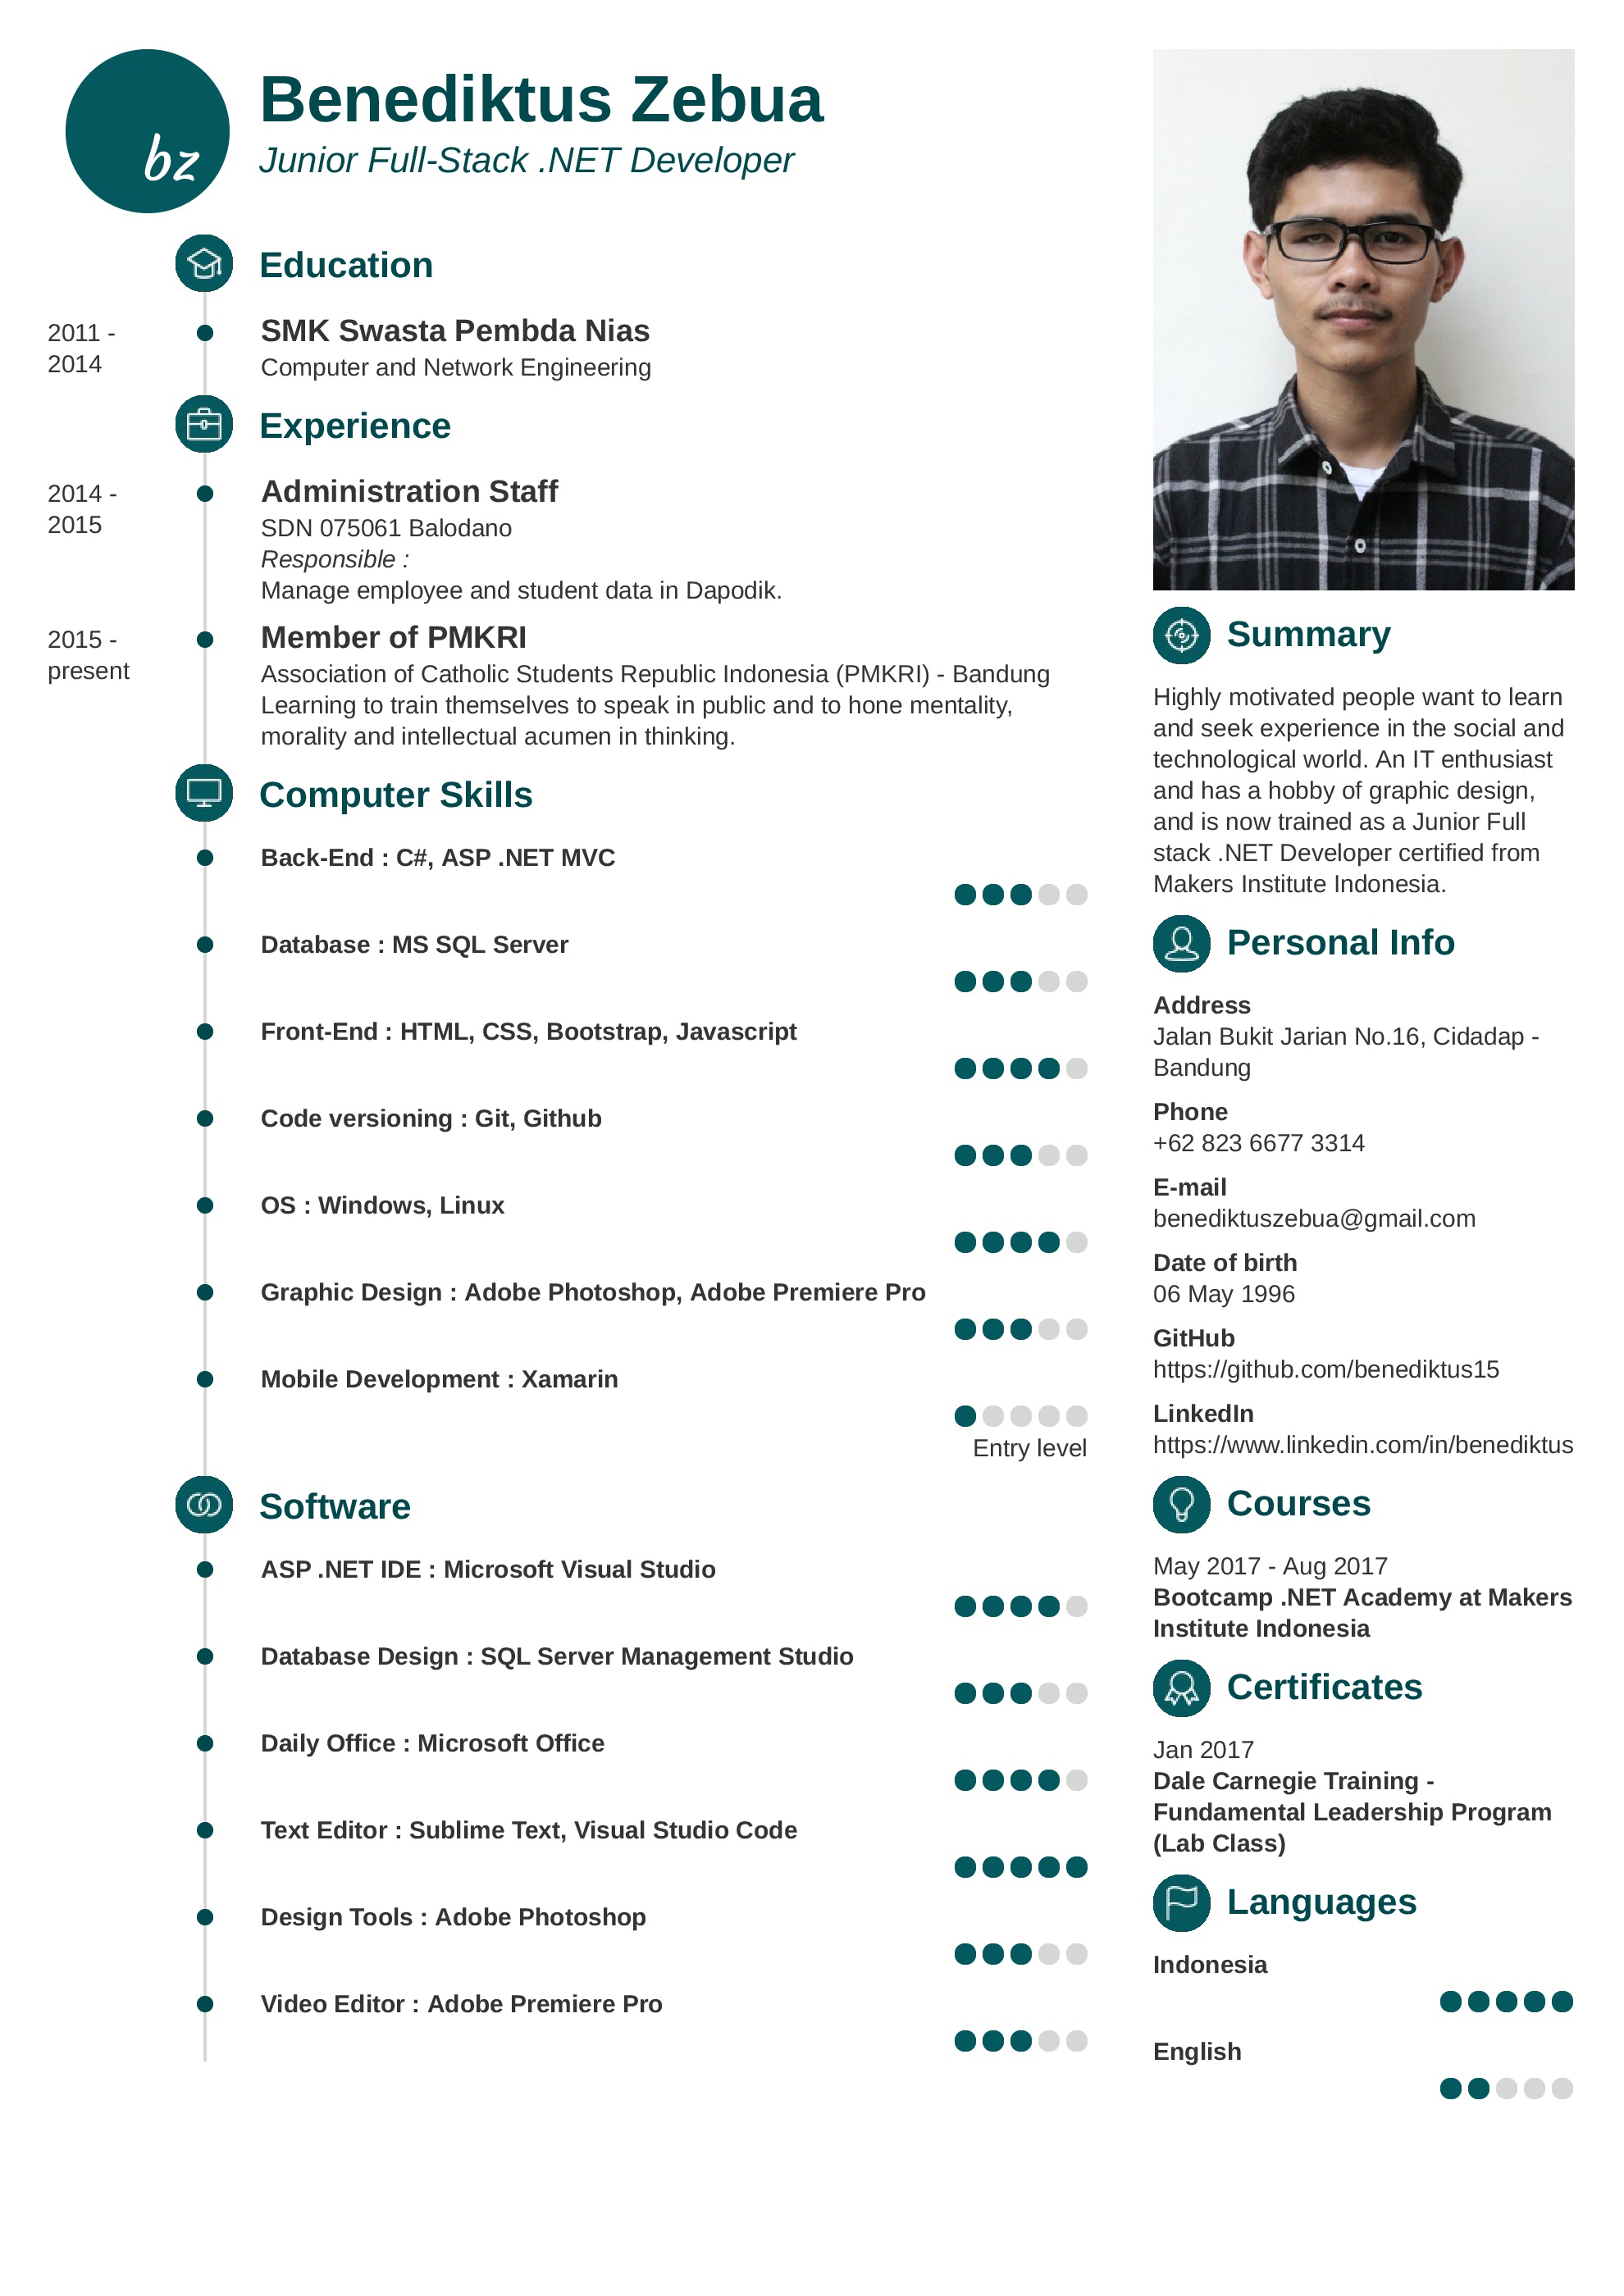 bz
Benediktus Zebua
Junior Full-Stack .NET Developer
Education
2011 -
2014
SMK Swasta Pembda Nias
Computer and Network Engineering
Experience
2014 -
2015
Administration Staff
SDN 075061 Balodano
Responsible :
Manage employee and student data in Dapodik.
2015 -
present
Member of PMKRI
Association of Catholic Students Republic Indonesia (PMKRI) - Bandung
Learning to train themselves to speak in public and to hone mentality,
morality and intellectual acumen in thinking.
Computer Skills
Back-End : C#, ASP .NET MVC
Database : MS SQL Server
Front-End : HTML, CSS, Bootstrap, Javascript
Code versioning : Git, Github
OS : Windows, Linux
Graphic Design : Adobe Photoshop, Adobe Premiere Pro
Mobile Development : Xamarin
Entry level
Software
ASP .NET IDE : Microsoft Visual Studio
Database Design : SQL Server Management Studio
Daily Office : Microsoft Office
Text Editor : Sublime Text, Visual Studio Code
Design Tools : Adobe Photoshop
Video Editor : Adobe Premiere Pro
Summary
Highly motivated people want to learn
and seek experience in the social and
technological world. An IT enthusiast
and has a hobby of graphic design,
and is now trained as a Junior Full
stack .NET Developer certified from
Makers Institute Indonesia.
Personal Info
Address
Jalan Bukit Jarian No.16, Cidadap -
Bandung
Phone
+62 823 6677 3314
E-mail
benediktuszebua@gmail.com
Date of birth
06 May 1996
GitHub
https://github.com/benediktus15
LinkedIn
https://www.linkedin.com/in/benediktus
Courses
May 2017 - Aug 2017
Bootcamp .NET Academy at Makers
Institute Indonesia
Certificates
Jan 2017
Dale Carnegie Training -
Fundamental Leadership Program
(Lab Class)
Languages
Indonesia
English